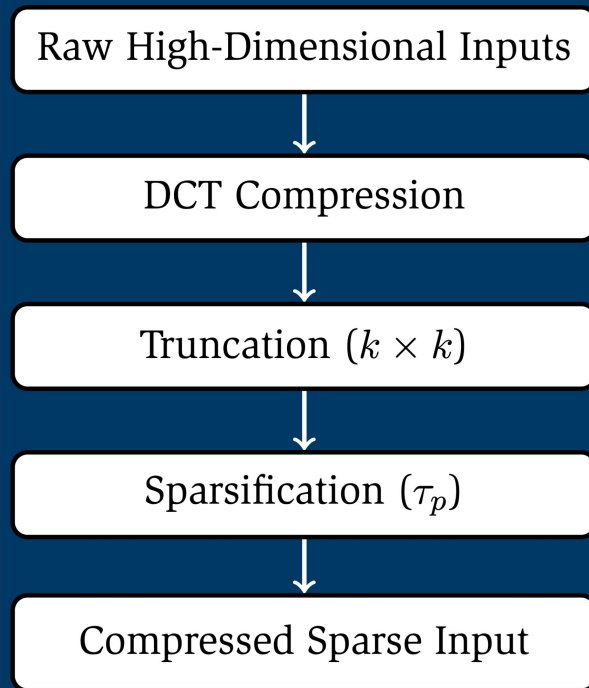 Raw High-Dimensional Inputs
DCT Compression
Truncation (k × k)
Sparsification (τₚ)
Compressed Sparse Input